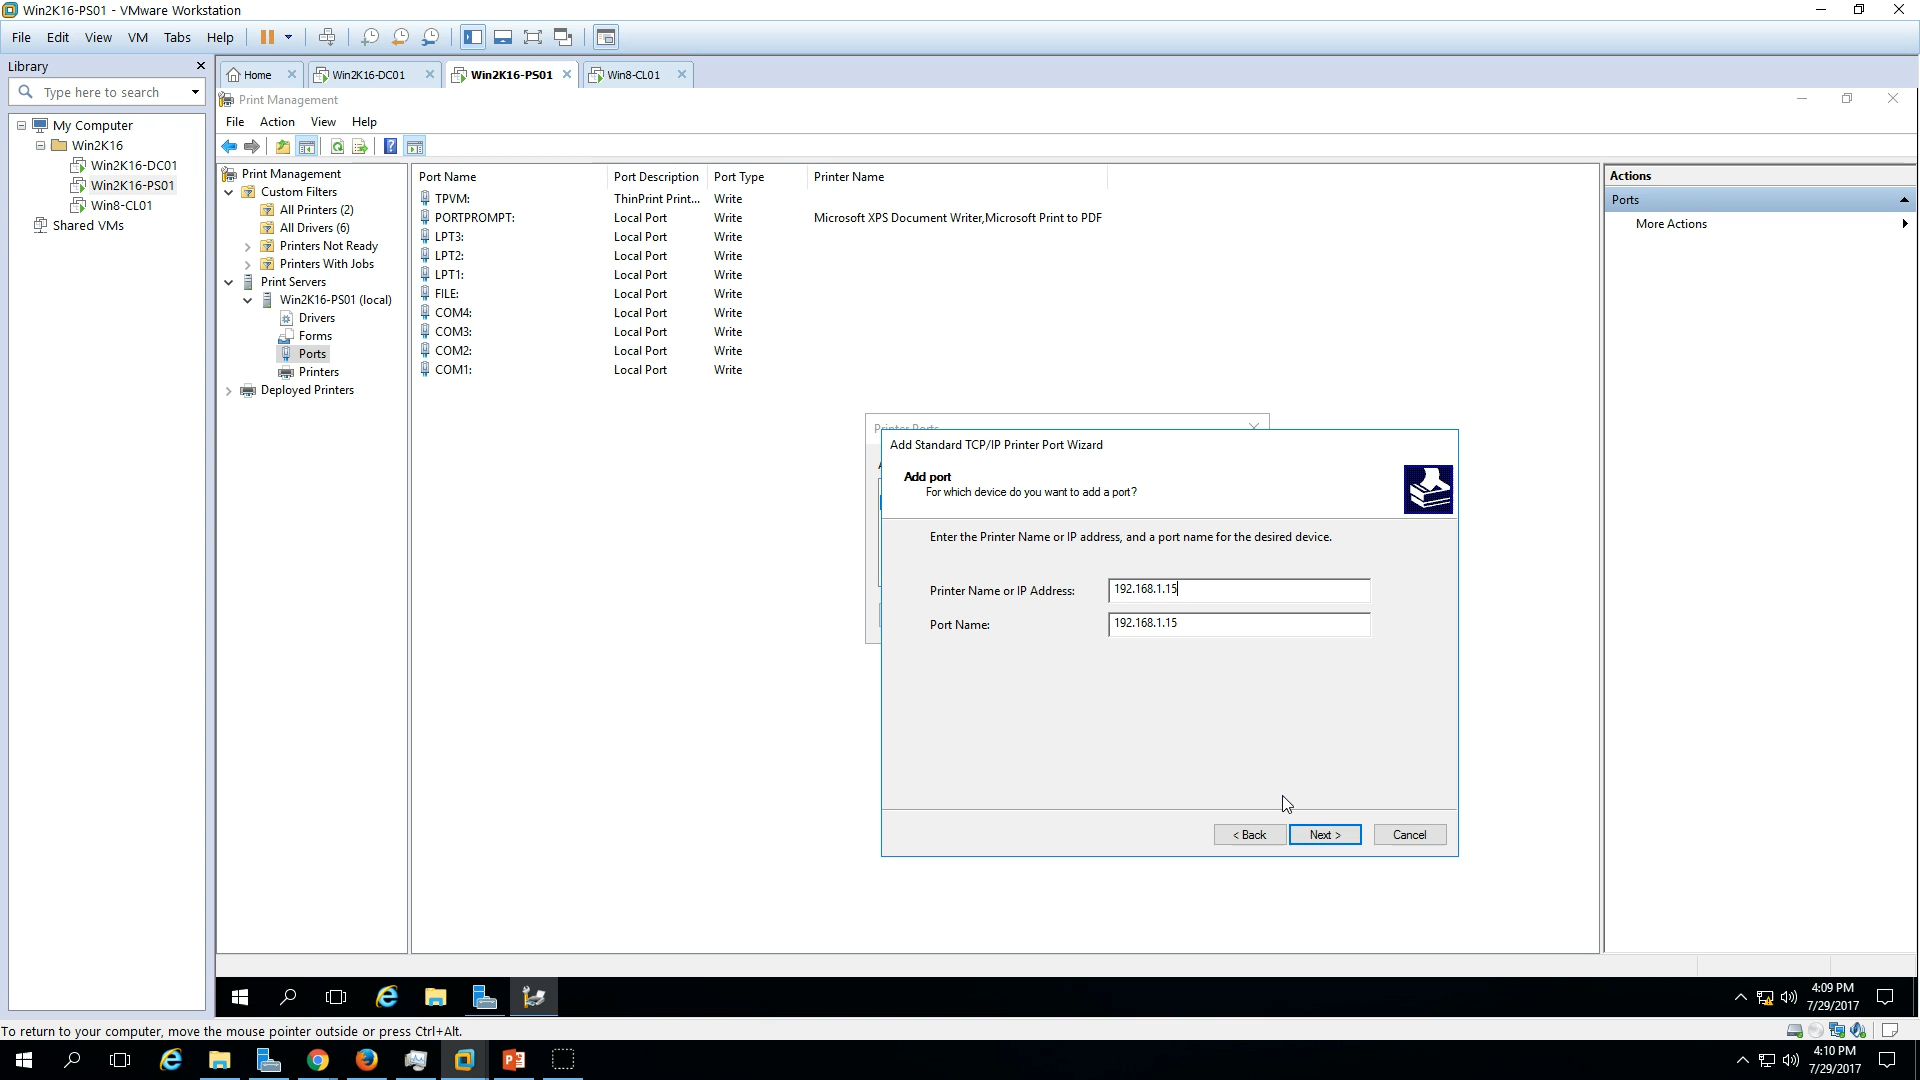 Win2K16-PS01 - VMware Workstation
File Edit View VM Tabs Help
Library
Type here to search
My Computer
Win2K16
Win2K16-DC01
Win2K16-PS01
Win8-CL01
Shared VMs
Home
Win2K16-DC01
Win2K16-PS01
Win8-CL01
Print Management
File Action View Help
Print Management
Custom Filters
All Printers (2)
All Drivers (6)
Printers Not Ready
Printers With Jobs
Print Servers
Win2K16-PS01 (local)
Drivers
Forms
Ports
Printers
Deployed Printers
Port Name Port Description Port Type Printer Name
TPVM: ThinPrint Print... Write
PORTPROMPT: Local Port Write Microsoft XPS Document Writer,Microsoft Print to PDF
LPT3: Local Port Write
LPT2: Local Port Write
LPT1: Local Port Write
FILE: Local Port Write
COM4: Local Port Write
COM3: Local Port Write
COM2: Local Port Write
COM1: Local Port Write
Actions
Ports
More Actions
Printer Ports
Add Standard TCP/IP Printer Port Wizard
Add port
For which device do you want to add a port?
Enter the Printer Name or IP address, and a port name for the desired device.
Printer Name or IP Address: 192.168.1.15
Port Name: 192.168.1.15
< Back Next > Cancel
4:09 PM
7/29/2017
To return to your computer, move the mouse pointer outside or press Ctrl+Alt.
4:10 PM
7/29/2017